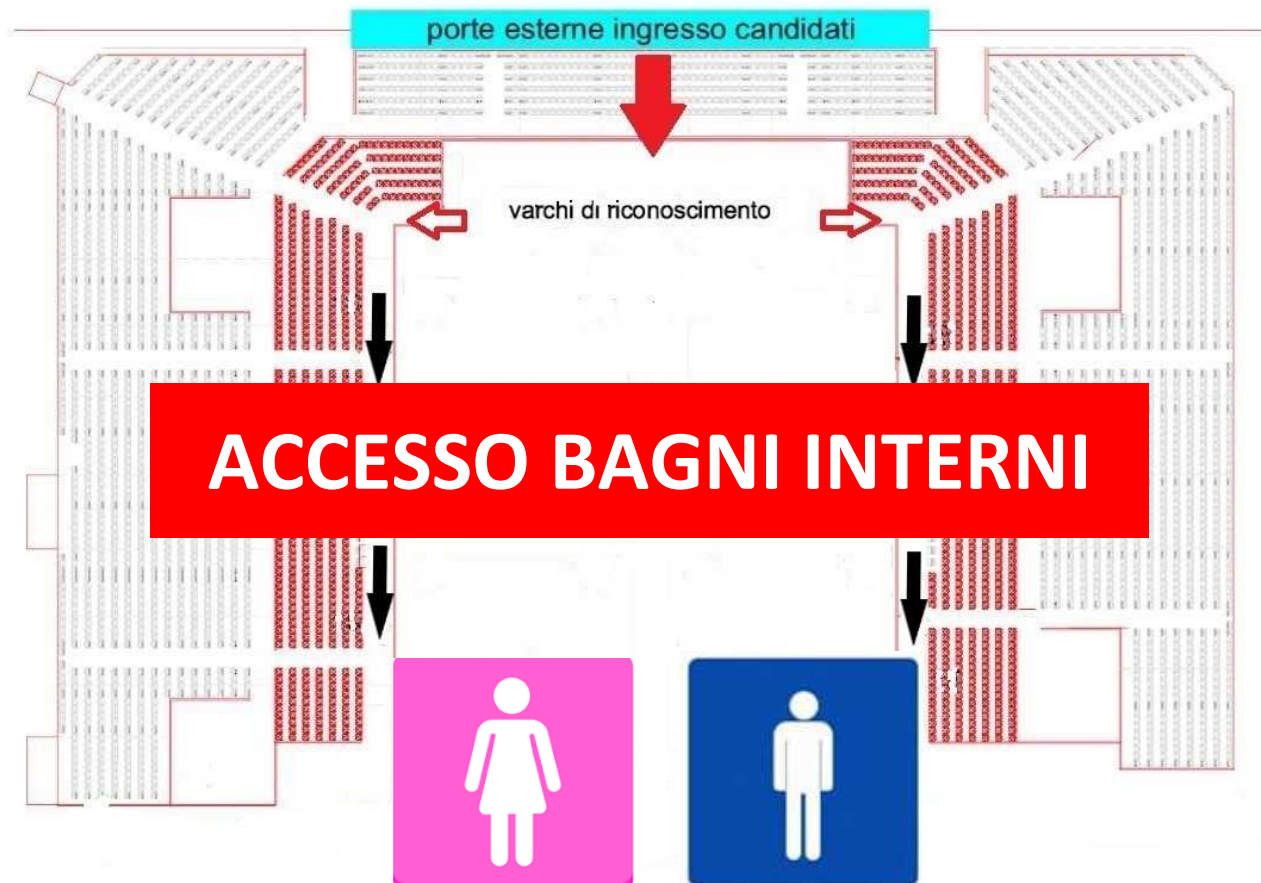 porte esterne ingresso candidati
varchi di riconoscimento
ACCESSO BAGNI INTERNI